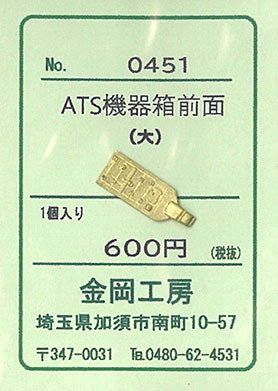 No. 0451
ATS機器箱前面
(大)
1個入り
600円 (税抜)
金岡工房
埼玉県加須市南町10-57
〒347-0031 ℡0480-62-4531